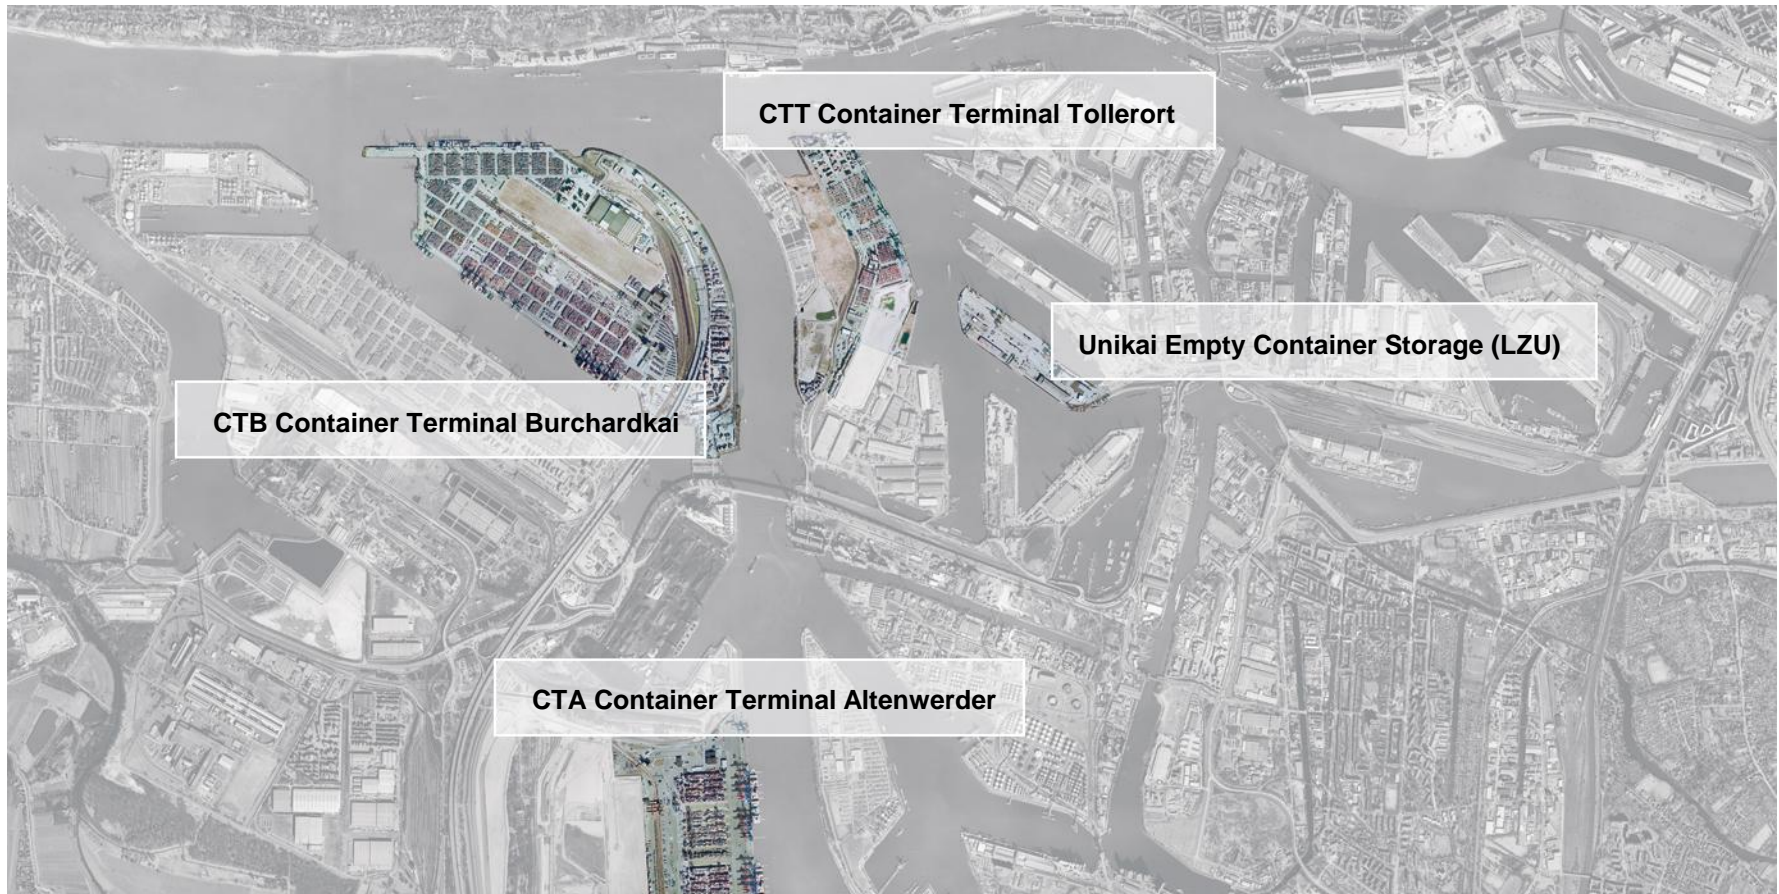 CTT Container Terminal Tollerort
Unikai Empty Container Storage (LZU)
CTB Container Terminal Burchardkai
CTA Container Terminal Altenwerder